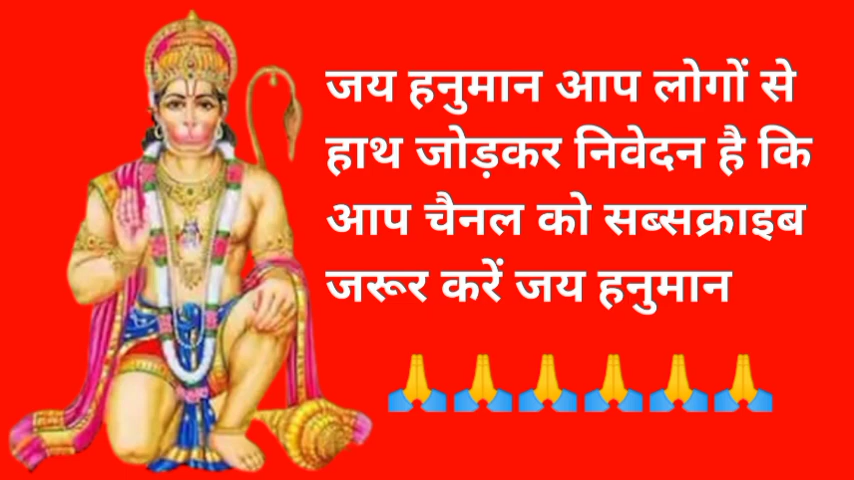 जय हनुमान आप लोगों से
हाथ जोड़कर निवेदन है कि
आप चैनल को सब्सक्राइब
जरूर करें जय हनुमान
🙏🙏🙏🙏🙏🙏